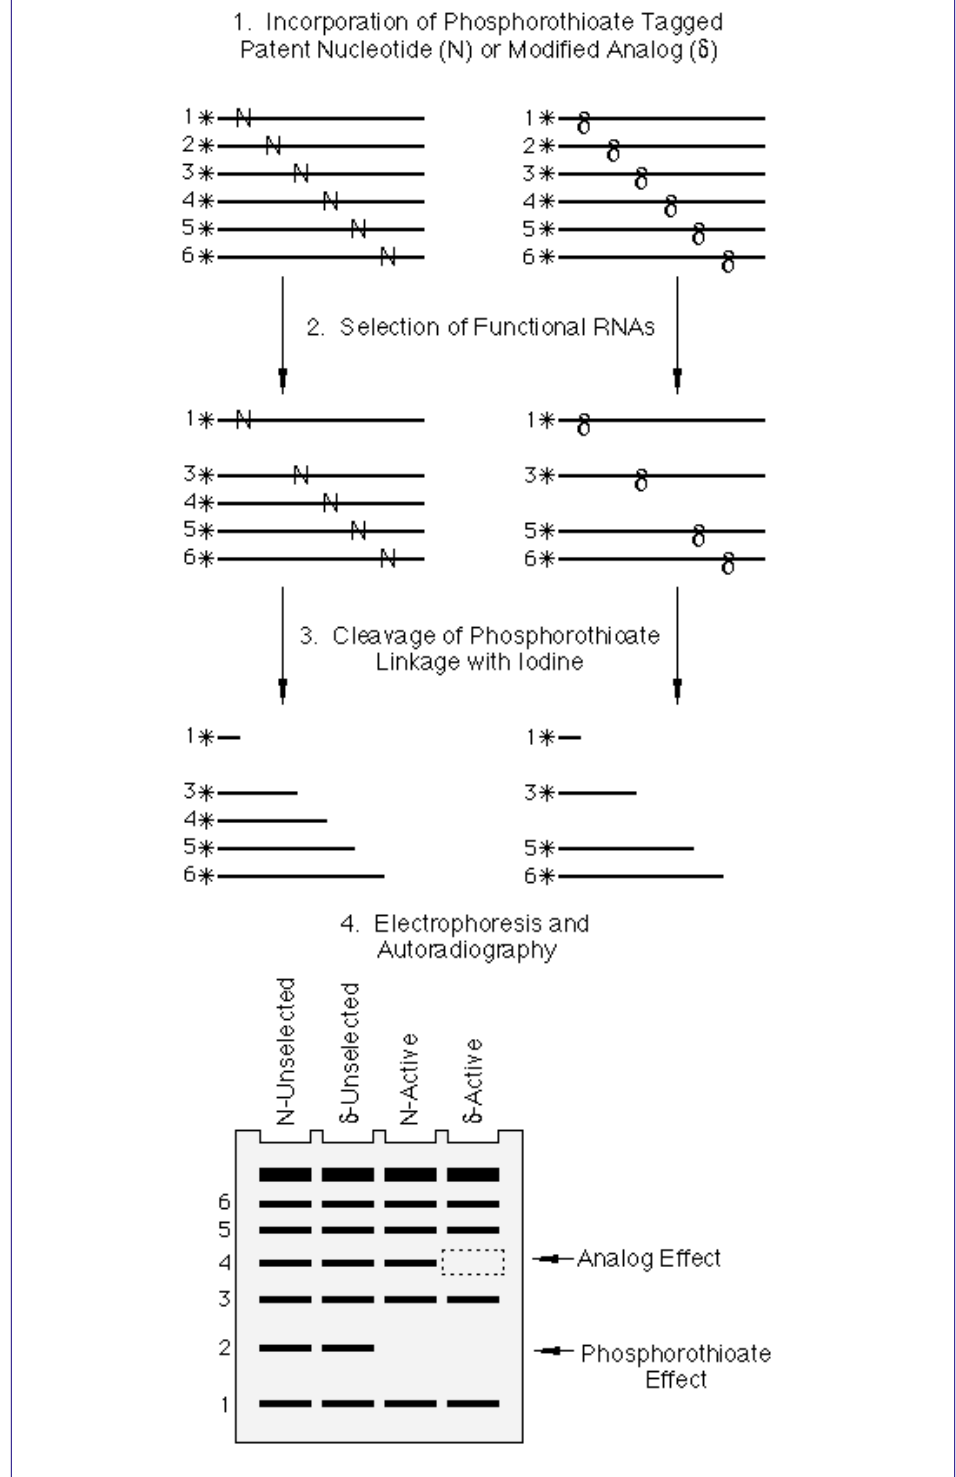 1. Incorporation of Phosphorothioate Tagged
Patent Nucleotide (N) or Modified Analog (δ)
1* N 1* δ
2* N 2* δ
3* N 3* δ
4* N 4* δ
5* N 5* δ
6* N 6* δ
2. Selection of Functional RNAs
1* N 1* δ
3* N 3* δ
4* N
5* N 5* δ
6* N 6* δ
3. Cleavage of Phosphorothioate
Linkage with Iodine
1* 1*
3* 3*
4*
5* 5*
6* 6*
4. Electrophoresis and
Autoradiography
N-Unselected
δ-Unselected
N-Active
δ-Active
6
5
4 Analog Effect
3
2 Phosphorothioate
Effect
1